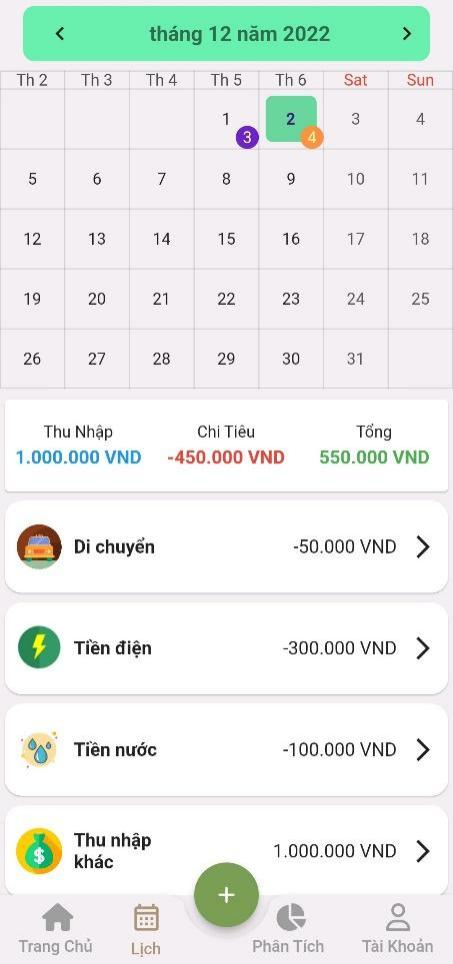 tháng 12 năm 2022
Th 2 Th 3 Th 4 Th 5 Th 6 Sat Sun
1 2 3 4
3 4
5 6 7 8 9 10 11
12 13 14 15 16 17 18
19 20 21 22 23 24 25
26 27 28 29 30 31
Thu Nhập Chi Tiêu Tổng
1.000.000 VND -450.000 VND 550.000 VND
Di chuyển -50.000 VND
Tiền điện -300.000 VND
Tiền nước -100.000 VND
Thu nhập
khác 1.000.000 VND
Trang Chủ Lịch Phân Tích Tài Khoản